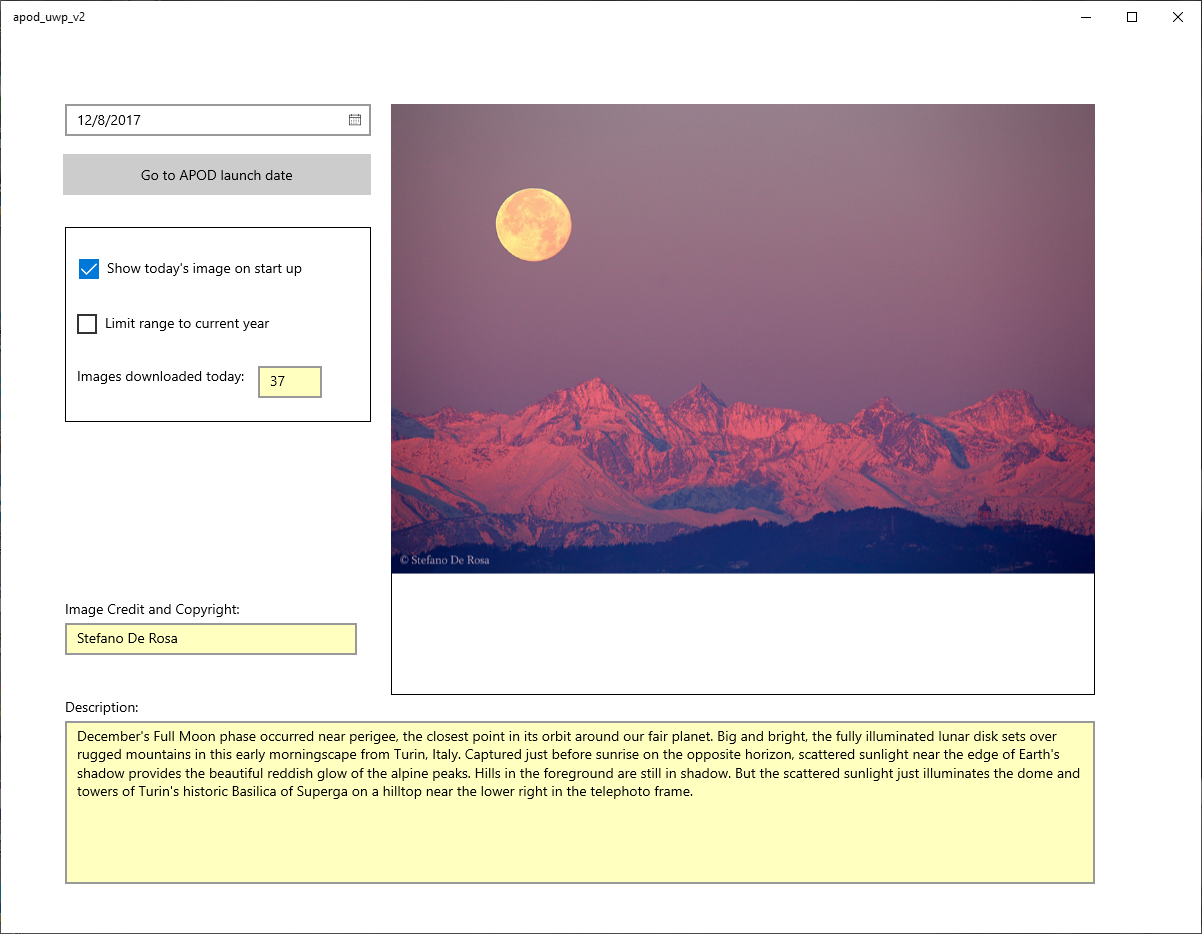 apod_uwp_v2
12/8/2017
Go to APOD launch date
Show today's image on start up
Limit range to current year
Images downloaded today:
37
© Stefano De Rosa
Image Credit and Copyright:
Stefano De Rosa
Description:
December's Full Moon phase occurred near perigee, the closest point in its orbit around our fair planet. Big and bright, the fully illuminated lunar disk sets over
rugged mountains in this early morningscape from Turin, Italy. Captured just before sunrise on the opposite horizon, scattered sunlight near the edge of Earth's
shadow provides the beautiful reddish glow of the alpine peaks. Hills in the foreground are still in shadow. But the scattered sunlight just illuminates the dome and
towers of Turin's historic Basilica of Superga on a hilltop near the lower right in the telephoto frame.